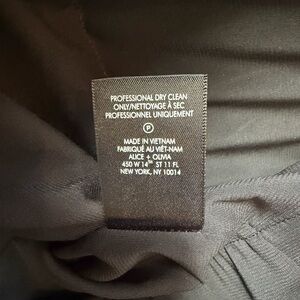 PROFESSIONAL DRY CLEAN
ONLY/NETTOYAGE À SEC
PROFESSIONNEL UNIQUEMENT
P
MADE IN VIETNAM
FABRIQUÉ AU VIÊT-NAM
ALICE + OLIVIA
450 W 14TH ST 11 FL
NEW YORK, NY 10014